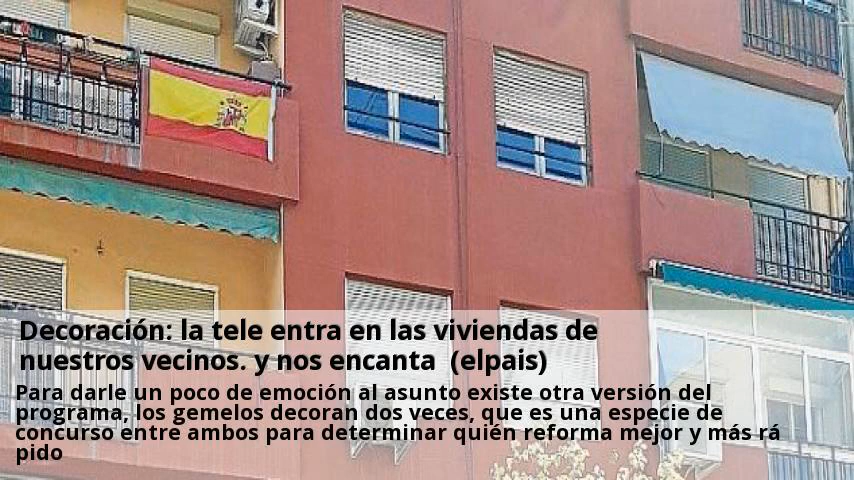 Decoración: la tele entra en las viviendas de
nuestros vecinos. y nos encanta (elpais)
Para darle un poco de emoción al asunto existe otra versión del
programa, los gemelos decoran dos veces, que es una especie de
concurso entre ambos para determinar quién reforma mejor y más rá
pido